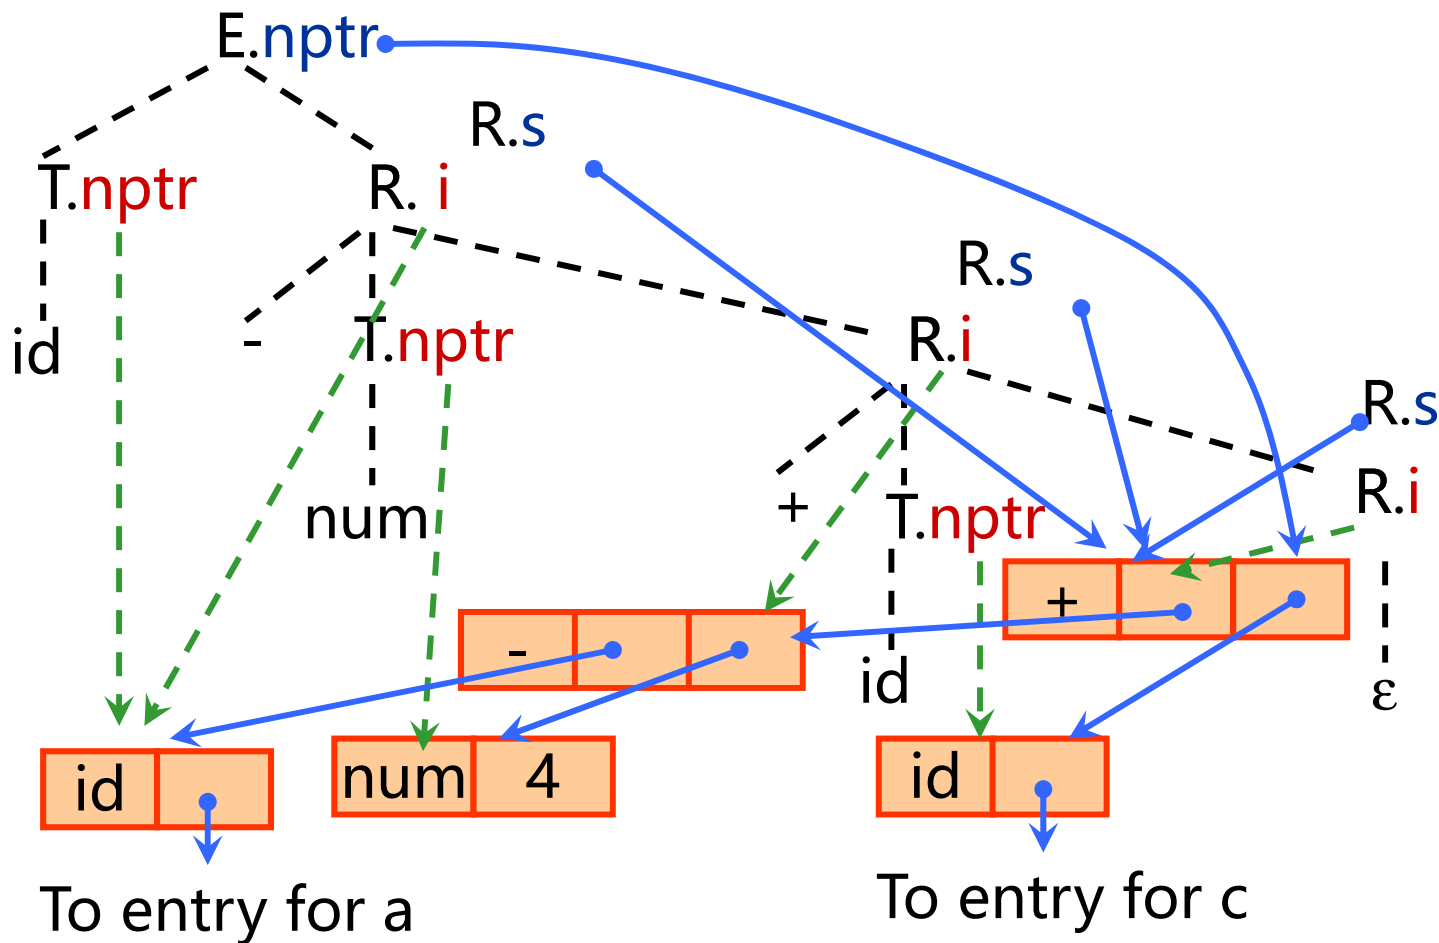 E.nptr
R.s
T.nptr
R. i
R.s
id
-
T.nptr
R.i
R.s
num
+
T.nptr
R.i
+
-
id
ε
id
num 4
id
To entry for a
To entry for c